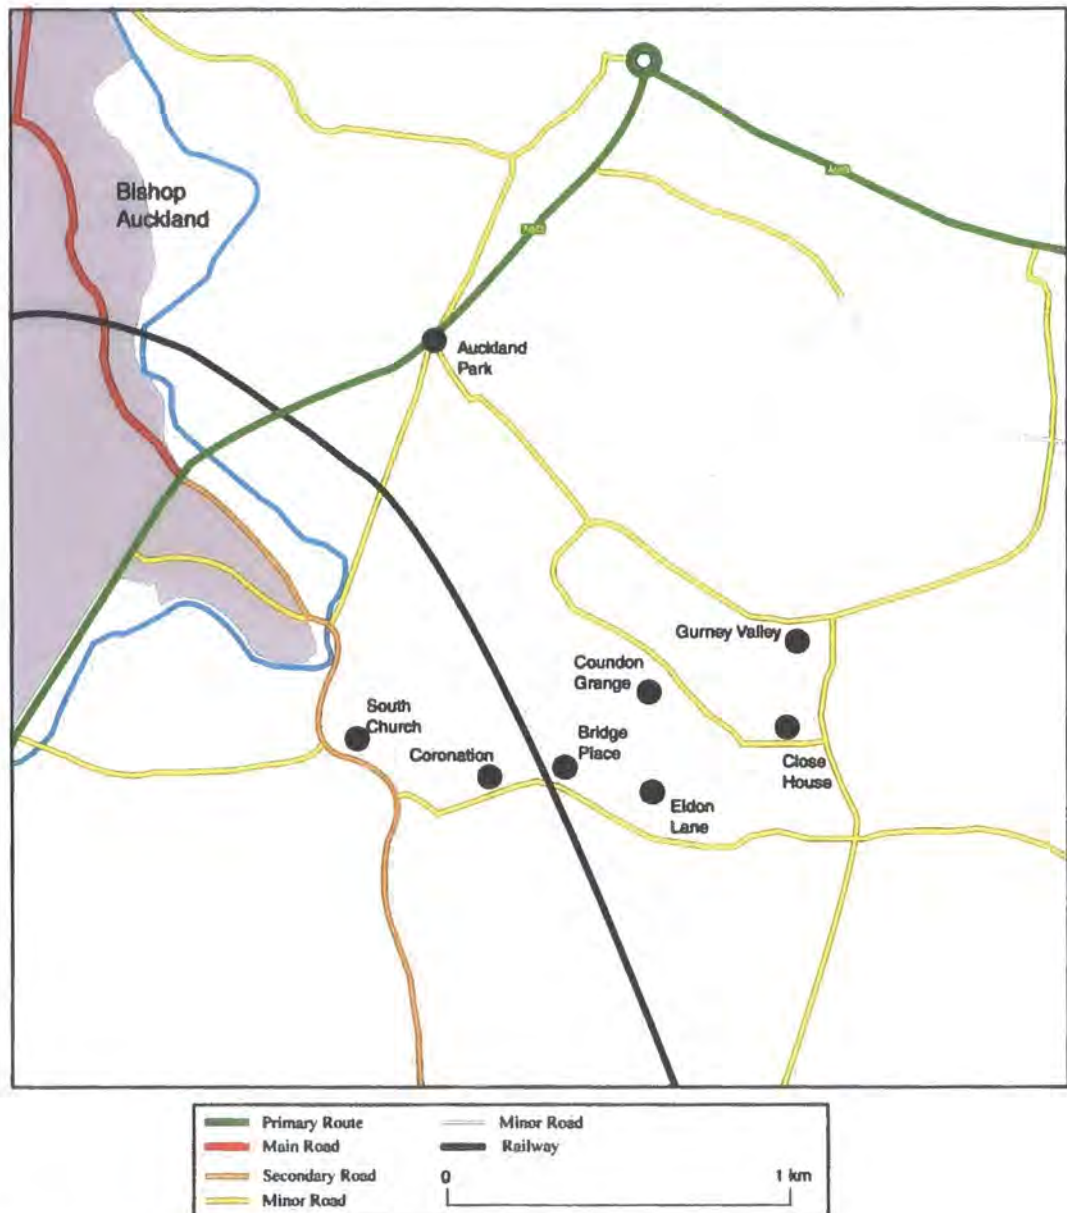 Bishop
Auckland
Auckland
Park
Gurney Valley
Coundon
Grange
South
Church
Bridge
Place
Coronation
Close
House
Eldon
Lane
Primary Route
Minor Road
Main Road
Railway
Secondary Road
0
1 km
Minor Road